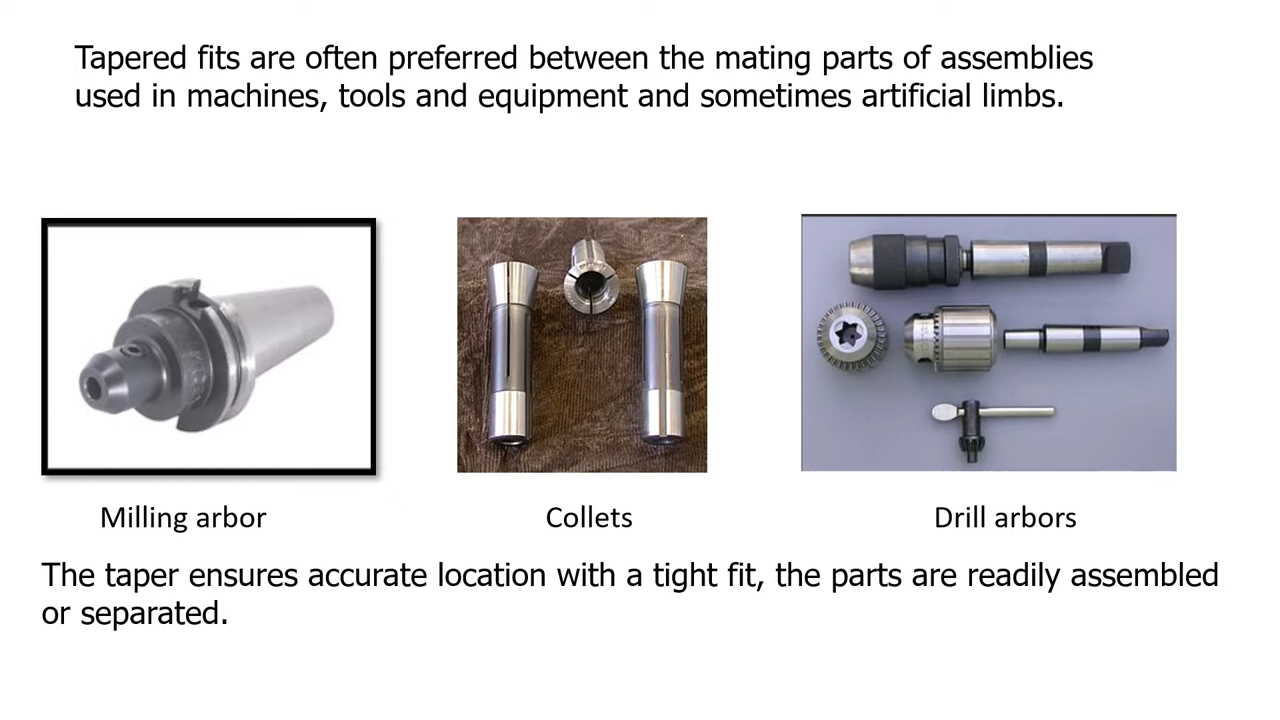 Tapered fits are often preferred between the mating parts of assemblies
used in machines, tools and equipment and sometimes artificial limbs.
Milling arbor
Collets
Drill arbors
The taper ensures accurate location with a tight fit, the parts are readily assembled
or separated.